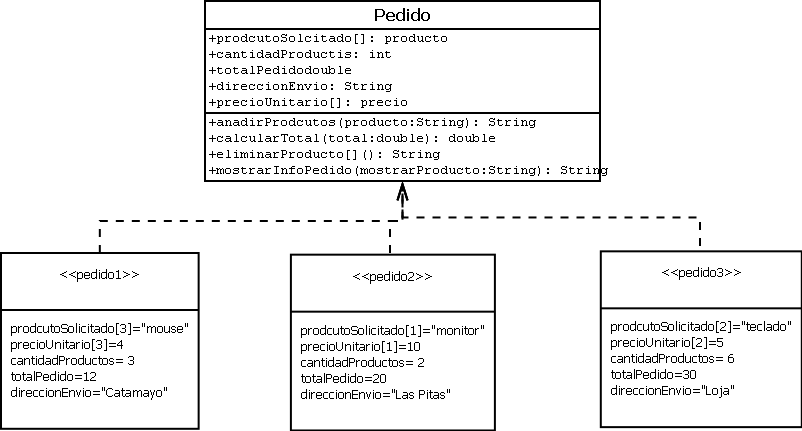 Pedido
+prodcutoSolcitado[]: producto
+cantidadProductis: int
+totalPedidodouble
+direccionEnvio: String
+precioUnitario[]: precio
+anadirProdcutos(producto:String): String
+calcularTotal(total:double): double
+eliminarProducto[](): String
+mostrarInfoPedido(mostrarProducto:String): String
<<pedido1>>
prodcutoSolicitado[3]="mouse"
precioUnitario[3]=4
cantidadProductos= 3
totalPedido=12
direccionEnvio="Catamayo"
<<pedido2>>
prodcutoSolicitado[1]="monitor"
precioUnitario[1]=10
cantidadProductos= 2
totalPedido=20
direccionEnvio="Las Pitas"
<<pedido3>>
prodcutoSolicitado[2]="teclado"
precioUnitario[2]=5
cantidadProductos= 6
totalPedido=30
direccionEnvio="Loja"